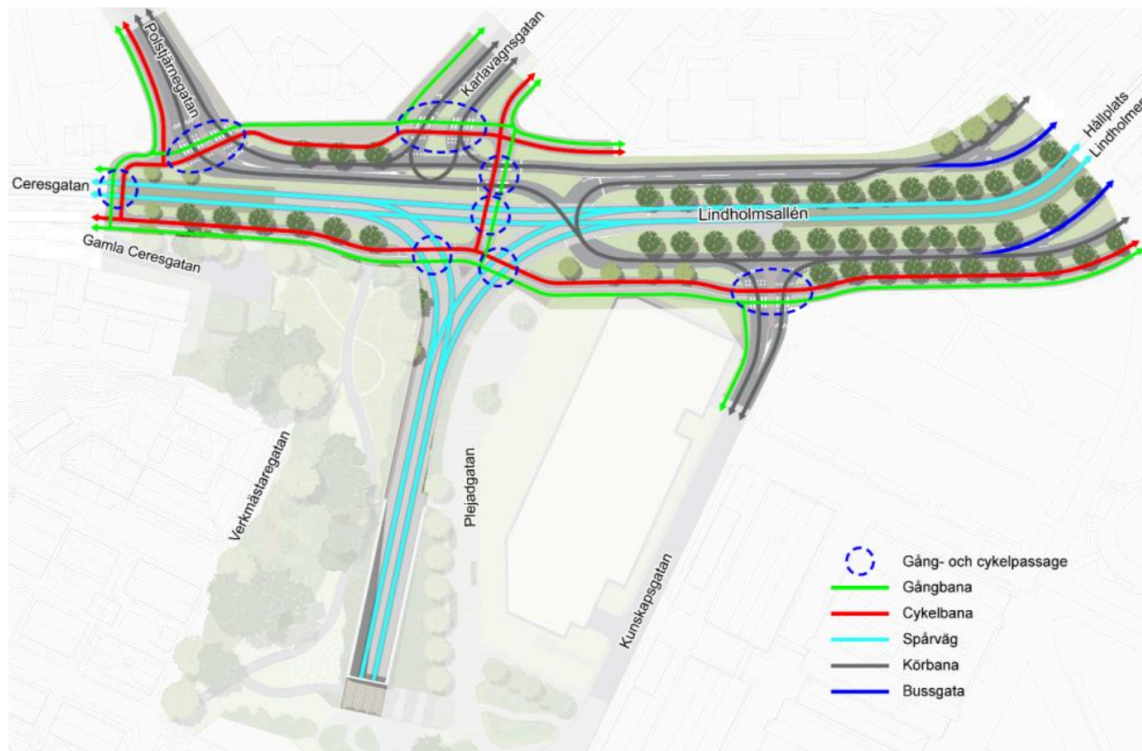 Polstjärnegatan
Karlavagnsgatan
Hållplats
Lindholmen
Ceresgatan
Lindholmsallén
Gamla Ceresgatan
Verkmästaregatan
Plejadgatan
Kunskapsgatan
Gång- och cykelpassage
Gångbana
Cykelbana
Spårväg
Körbana
Bussgata